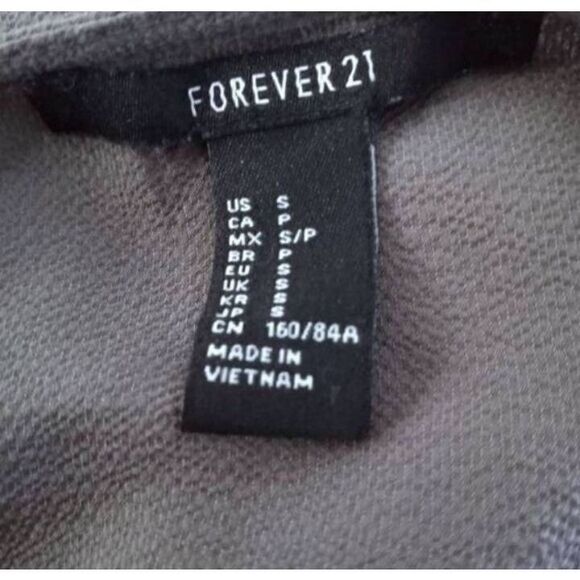 FOREVER 21
US S
CA P
MX S/P
BR P
EU S
UK S
KR S
JP S
CN 160/84A
MADE IN
VIETNAM